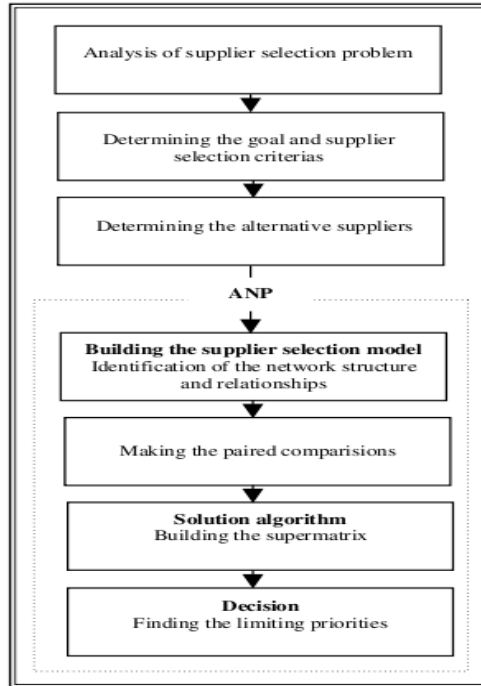 Analysis of supplier selection problem
Determining the goal and supplier
selection criterias
Determining the alternative suppliers
ANP
Building the supplier selection model
Identification of the network structure
and relationships
Making the paired comparisions
Solution algorithm
Building the supermatrix
Decision
Finding the limiting priorities